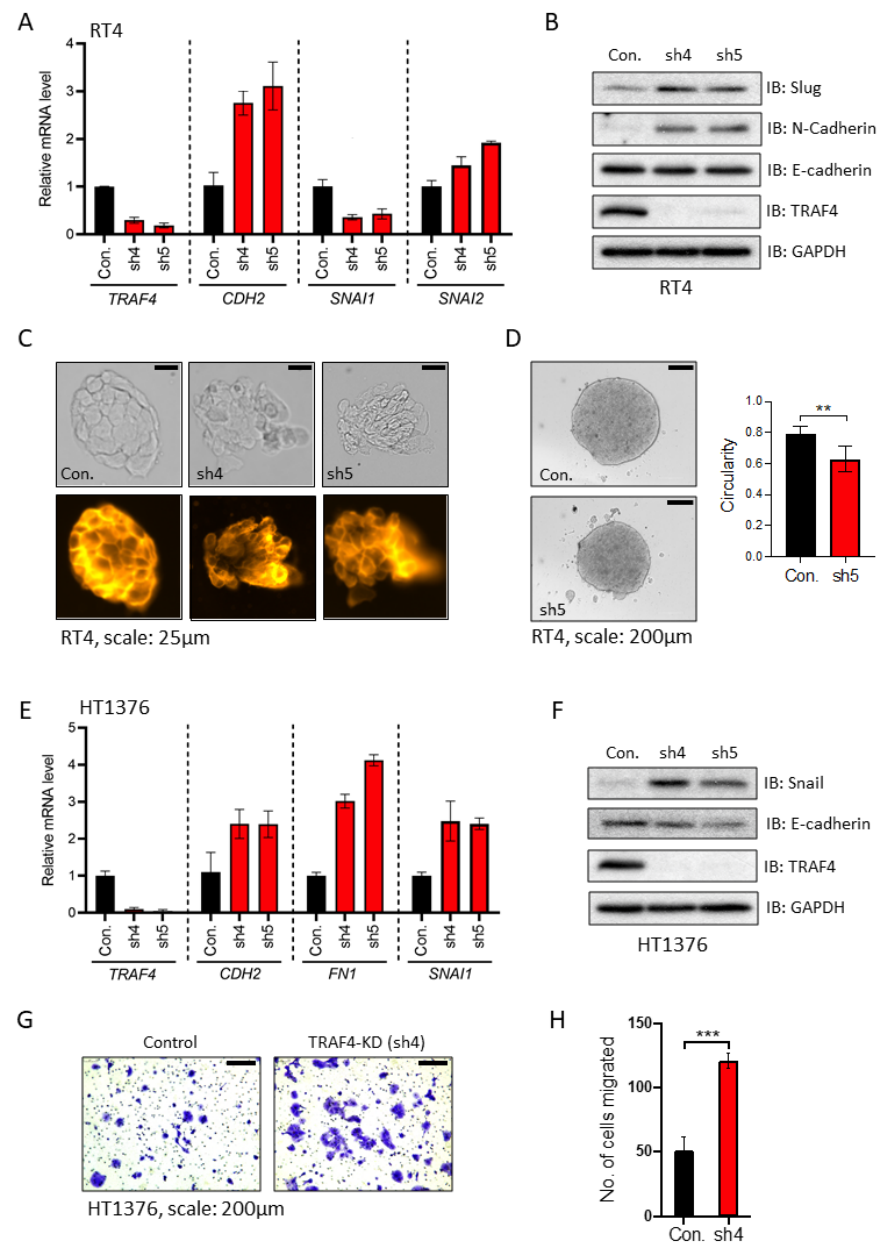 A
RT4
Relative mRNA level
4
3
2
1
0
Con. sh4 sh5 Con. sh4 sh5 Con. sh4 sh5 Con. sh4 sh5
TRAF4 CDH2 SNAI1 SNAI2
B
Con. sh4 sh5
IB: Slug
IB: N-Cadherin
IB: E-cadherin
IB: TRAF4
IB: GAPDH
RT4
C
Con. sh4 sh5
RT4, scale: 25μm
D
Con.
sh5
RT4, scale: 200μm
Circularity
1.0
0.8
0.6
0.4
0.2
0.0
**
Con. sh5
E
HT1376
Relative mRNA level
5
4
3
2
1
0
Con. sh4 sh5 Con. sh4 sh5 Con. sh4 sh5 Con. sh4 sh5
TRAF4 CDH2 FN1 SNAI1
F
Con. sh4 sh5
IB: Snail
IB: E-cadherin
IB: TRAF4
IB: GAPDH
HT1376
G
Control TRAF4-KD (sh4)
HT1376, scale: 200μm
H
No. of cells migrated
150
100
50
0
***
Con. sh4